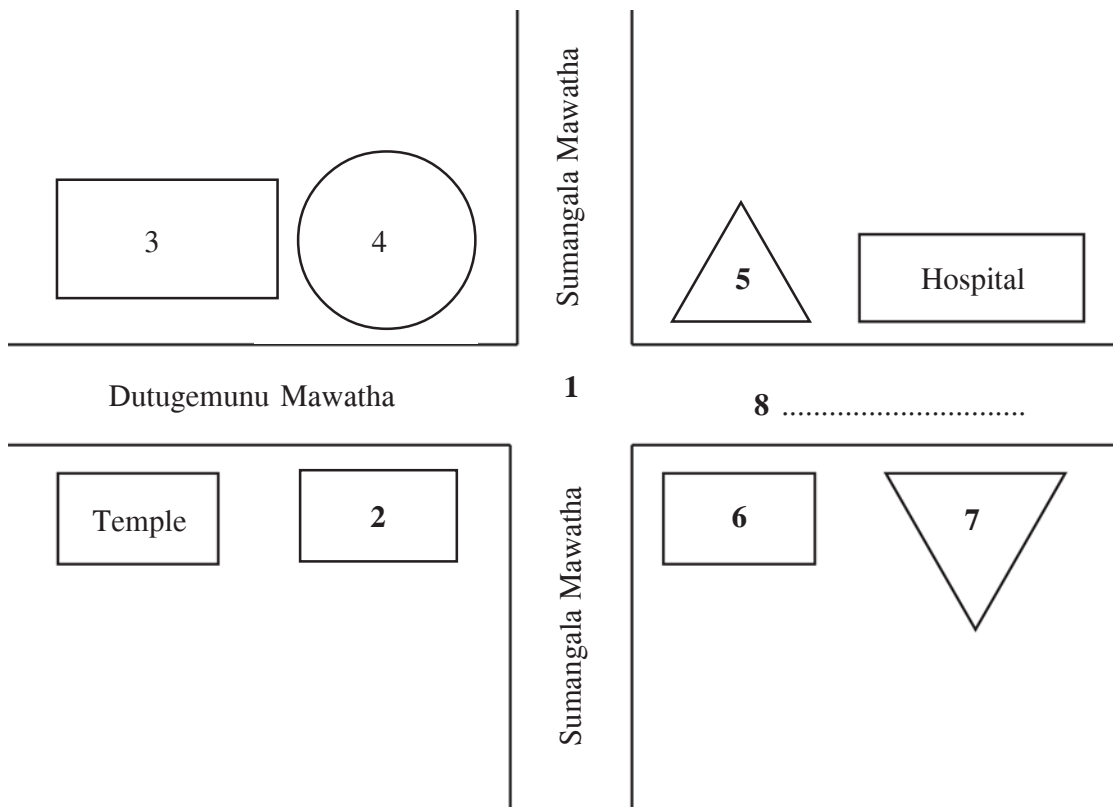 Sumangala Mawatha
3
4
5
Hospital
Dutugemunu Mawatha
1
8 ..............................
Temple
2
6
7
Sumangala Mawatha